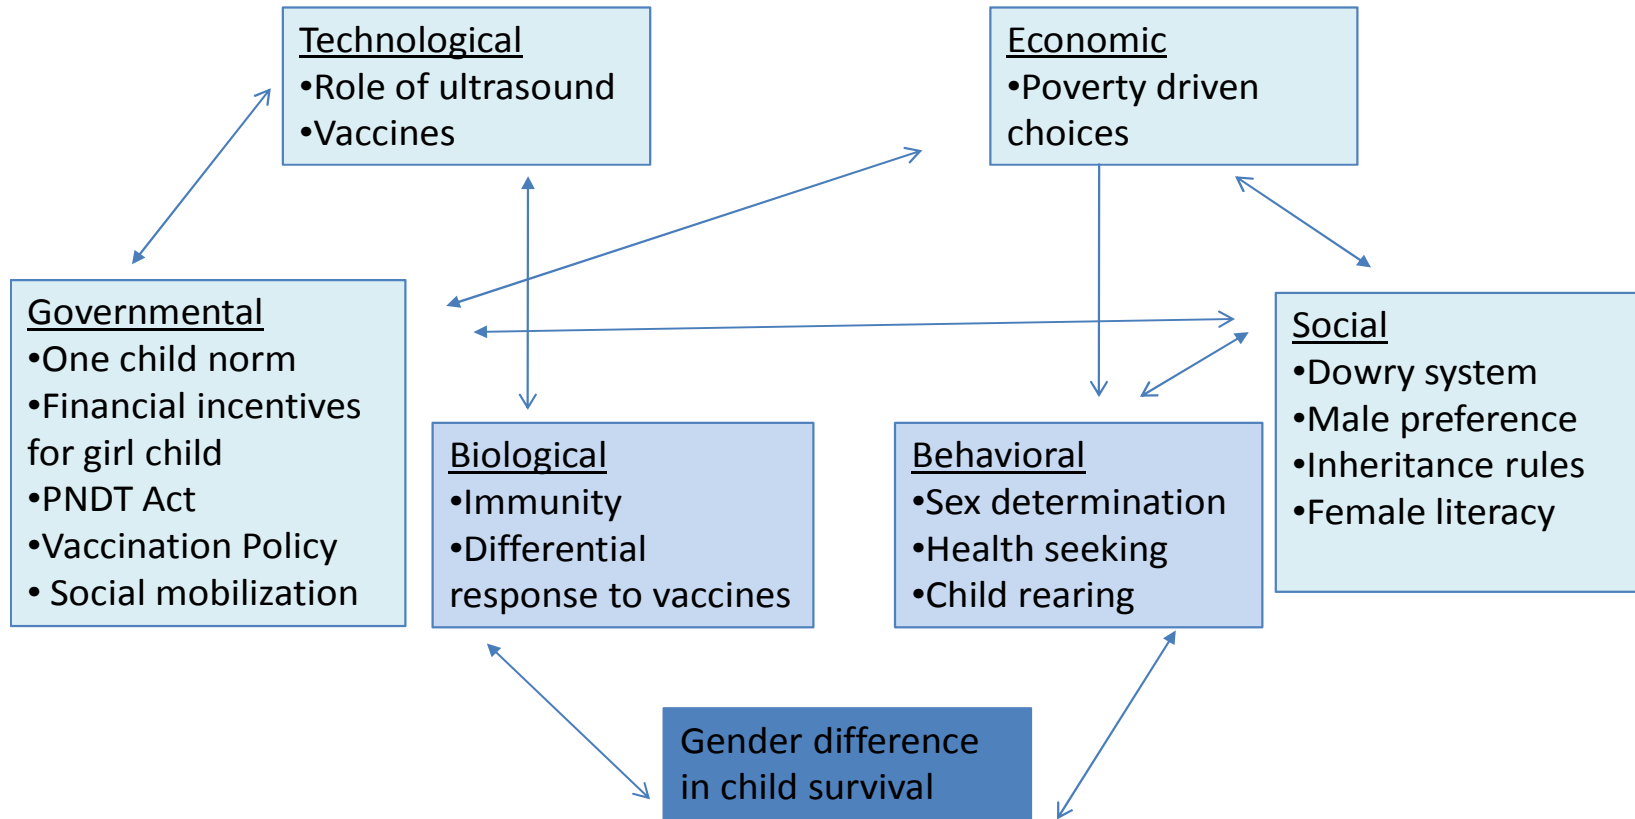 Technological
•Role of ultrasound
•Vaccines
Economic
•Poverty driven
choices
Governmental
•One child norm
•Financial incentives
for girl child
•PNDT Act
•Vaccination Policy
• Social mobilization
Biological
•Immunity
•Differential
response to vaccines
Behavioral
•Sex determination
•Health seeking
•Child rearing
Social
•Dowry system
•Male preference
•Inheritance rules
•Female literacy
Gender difference
in child survival